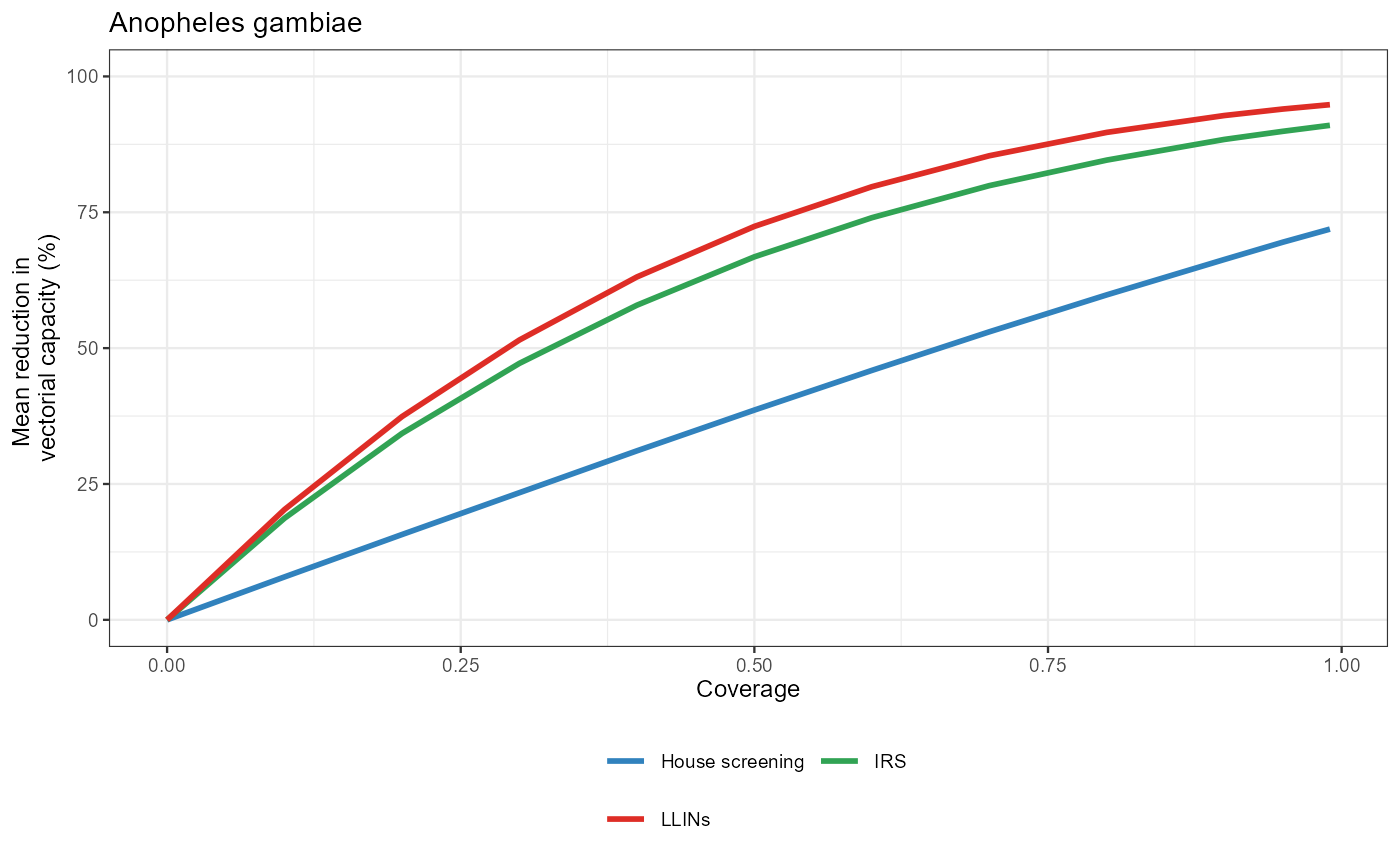 Anopheles gambiae
Mean reduction in
vectorial capacity (%)
100
75
50
25
0
0.00
0.25
0.50
0.75
1.00
Coverage
House screening
IRS
LLINs